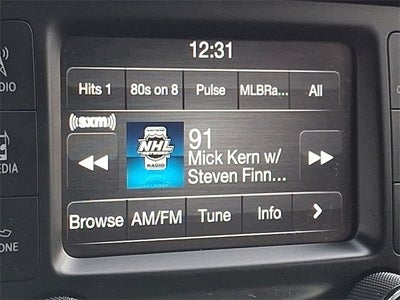 12:31
Hits 1 80s on 8 Pulse MLBRa... All
((sxm))
NHL
RADIO
91
Mick Kern w/
Steven Finn...
Browse AM/FM Tune Info >
DIO
EDIA
ONE